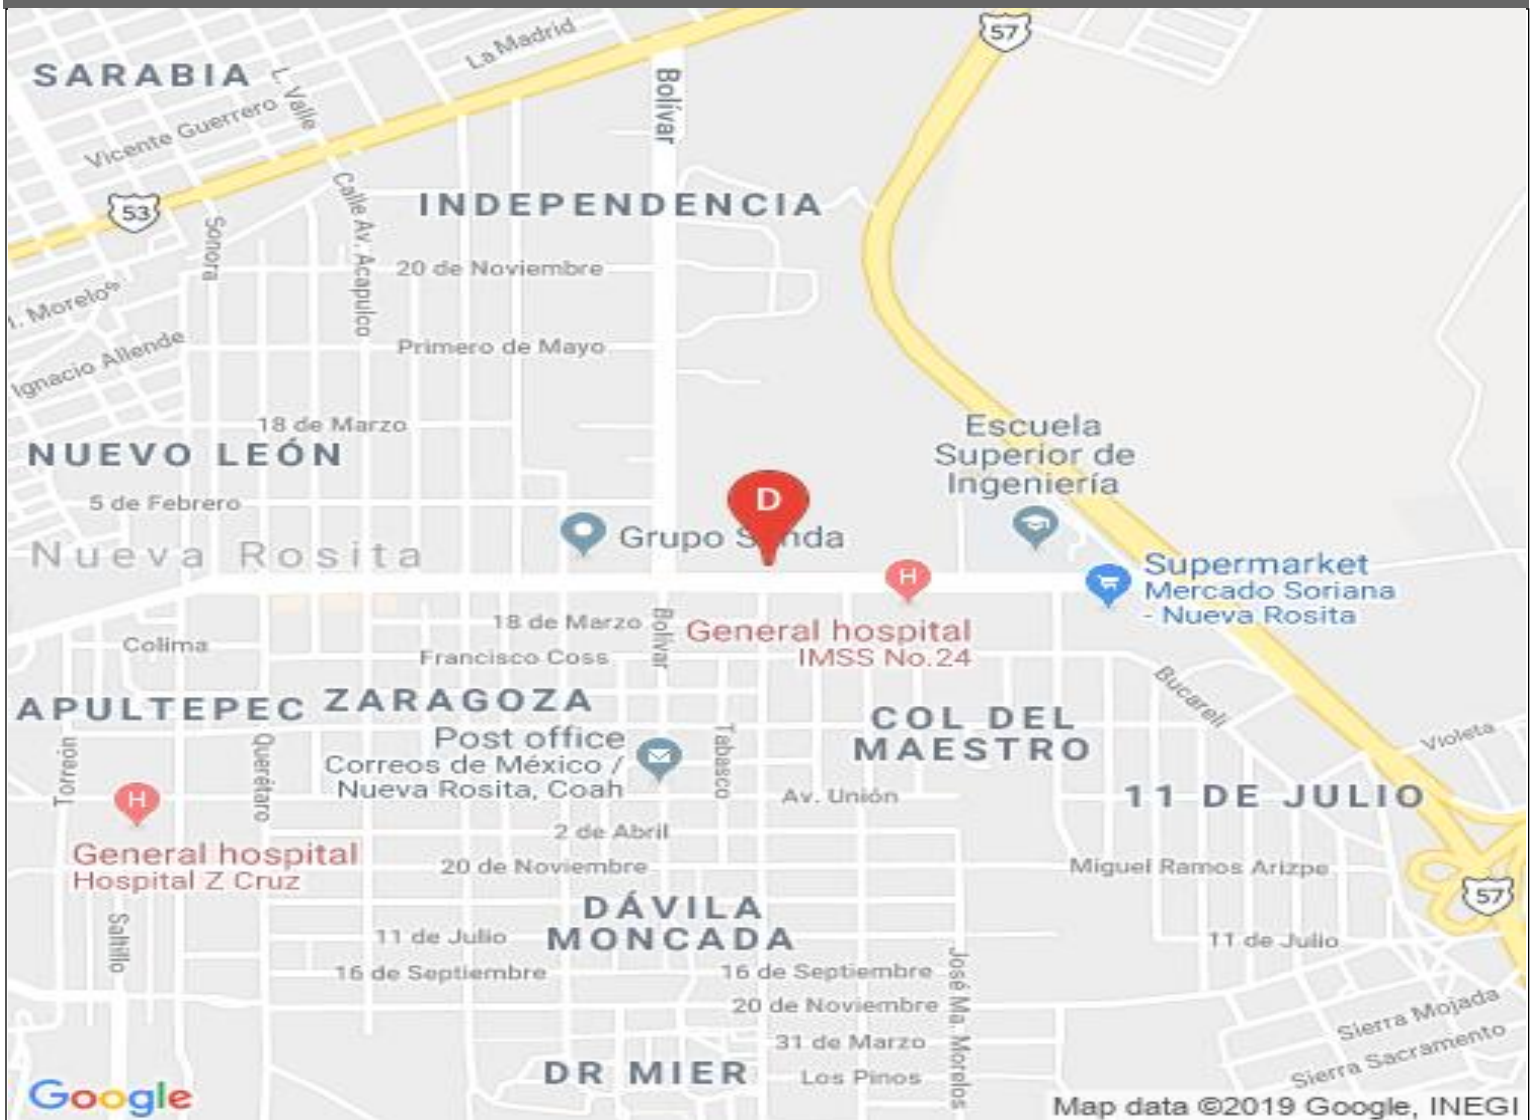 57
La Madrid
SARABIA
L. Valle
Bolívar
Vicente Guerrero
53
INDEPENDENCIA
Calle Av. Acapulco
Sonora
20 de Noviembre
Ignacio Allende
Primero de Mayo
18 de Marzo
NUEVO LEÓN
Escuela
Superior de
Ingeniería
5 de Febrero
D
Grupo
Nueva Rosita
H
Supermarket
Mercado Soriana
- Nueva Rosita
18 de Marzo
Bolívar
General hospital
IMSS No.24
Colima
Francisco Coss
Bucareli
APULTEPEC
ZARAGOZA
COL DEL
MAESTRO
Post office
Correos de México /
Nueva Rosita, Coah
Tabasco
Torreón
Querétaro
Violeta
H
Av. Unión
11 DE JULIO
2 de Abril
General hospital
Hospital Z Cruz
20 de Noviembre
Miguel Ramos Arizpe
57
DÁVILA
MONCADA
Saltillo
11 de Julio
11 de Julio
16 de Septiembre
16 de Septiembre
José Ma. Morelos
20 de Noviembre
Sierra Mojada
31 de Marzo
Sierra Sacramento
DR MIER
Los Pinos
Google
Map data ©2019 Google, INEGI